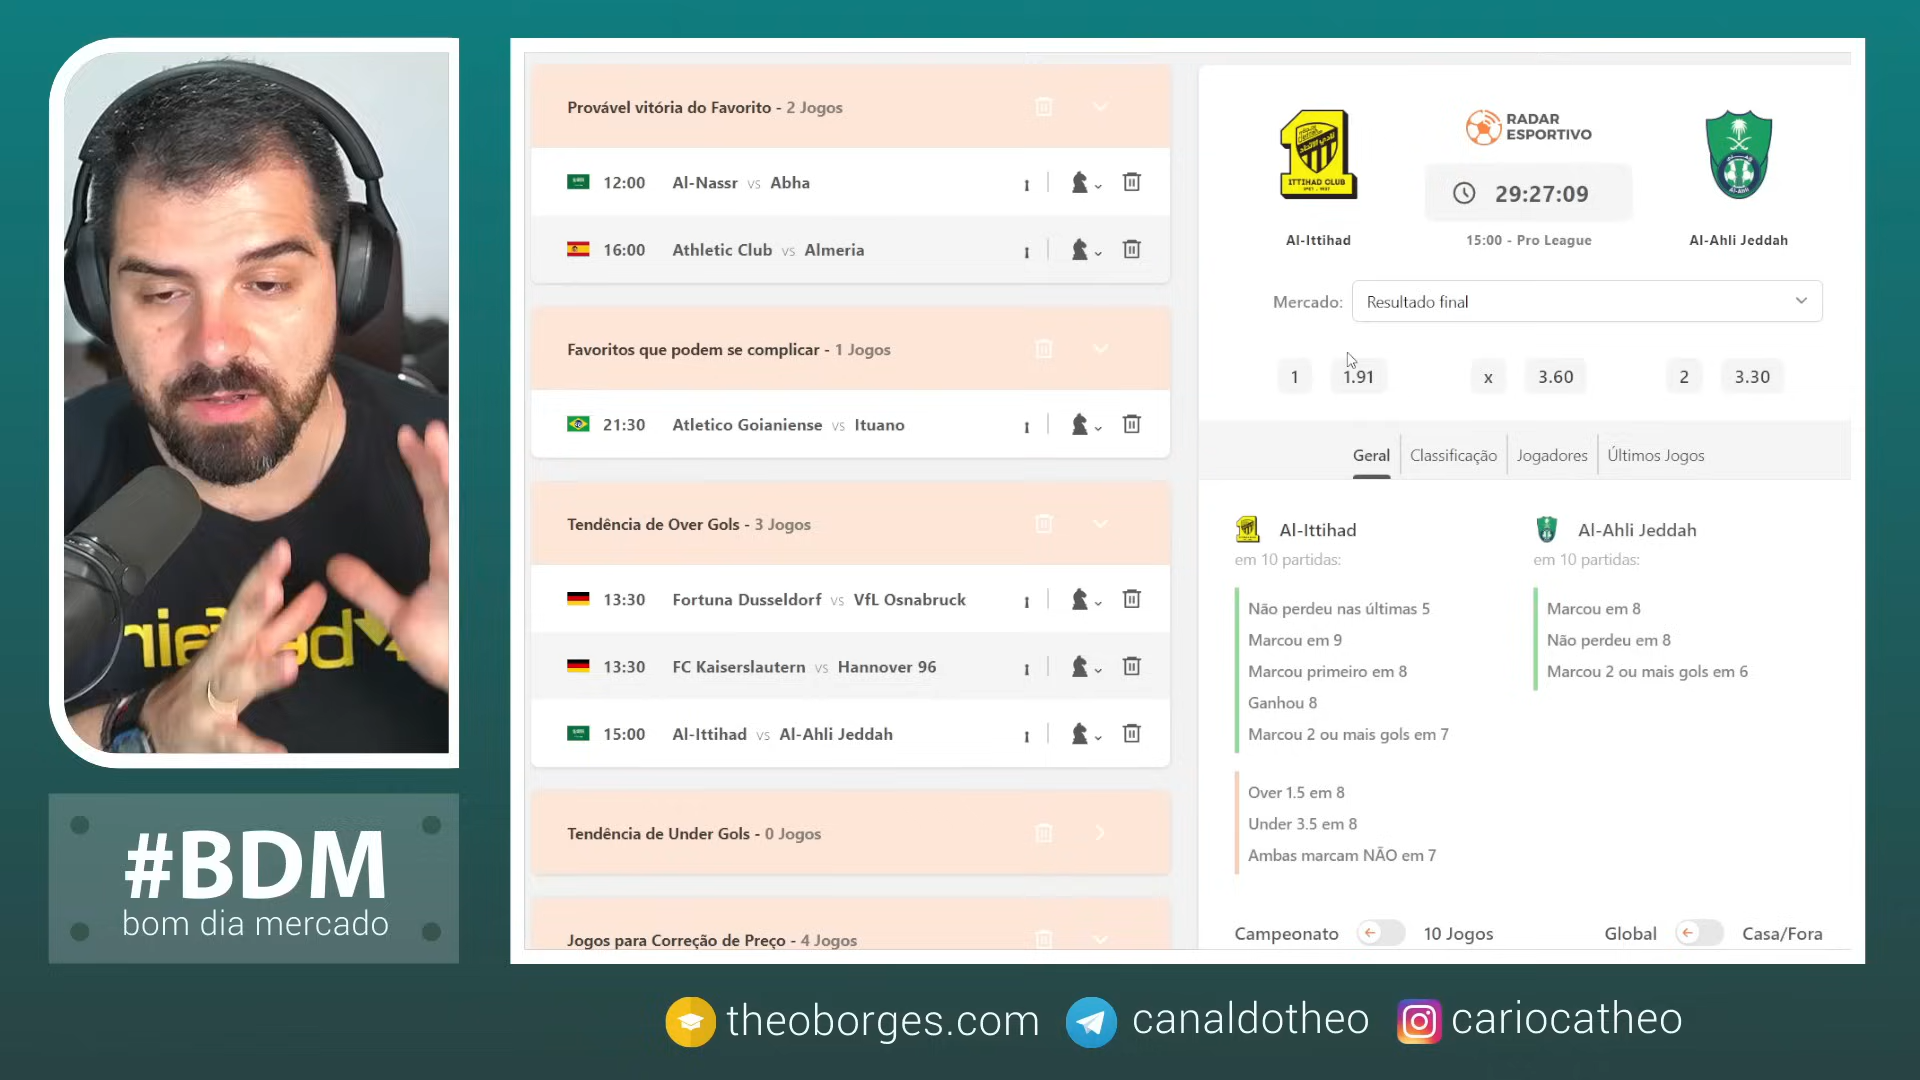 Provável vitória do Favorito - 2 Jogos
12:00 Al-Nassr vs Abha
16:00 Athletic Club vs Almeria
Favoritos que podem se complicar - 1 Jogos
21:30 Atletico Goianiense vs Ituano
Tendência de Over Gols - 3 Jogos
13:30 Fortuna Dusseldorf vs VfL Osnabruck
13:30 FC Kaiserslautern vs Hannover 96
15:00 Al-Ittihad vs Al-Ahli Jeddah
Tendência de Under Gols - 0 Jogos
Jogos para Correção de Preço - 4 Jogos
ITTIHAD CLUB
RADAR
ESPORTIVO
29:27:09
Al-Ittihad
15:00 - Pro League
Al-Ahli Jeddah
Mercado: Resultado final
1 1.91 x 3.60 2 3.30
Geral Classificação Jogadores Últimos Jogos
Al-Ittihad
em 10 partidas:
Não perdeu nas últimas 5
Marcou em 9
Marcou primeiro em 8
Ganhou 8
Marcou 2 ou mais gols em 7
Over 1.5 em 8
Under 3.5 em 8
Ambas marcam NÃO em 7
Al-Ahli Jeddah
em 10 partidas:
Marcou em 8
Não perdeu em 8
Marcou 2 ou mais gols em 6
Campeonato 10 Jogos Global Casa/Fora
#BDM
bom dia mercado
theoborges.com canaldotheo cariocatheo